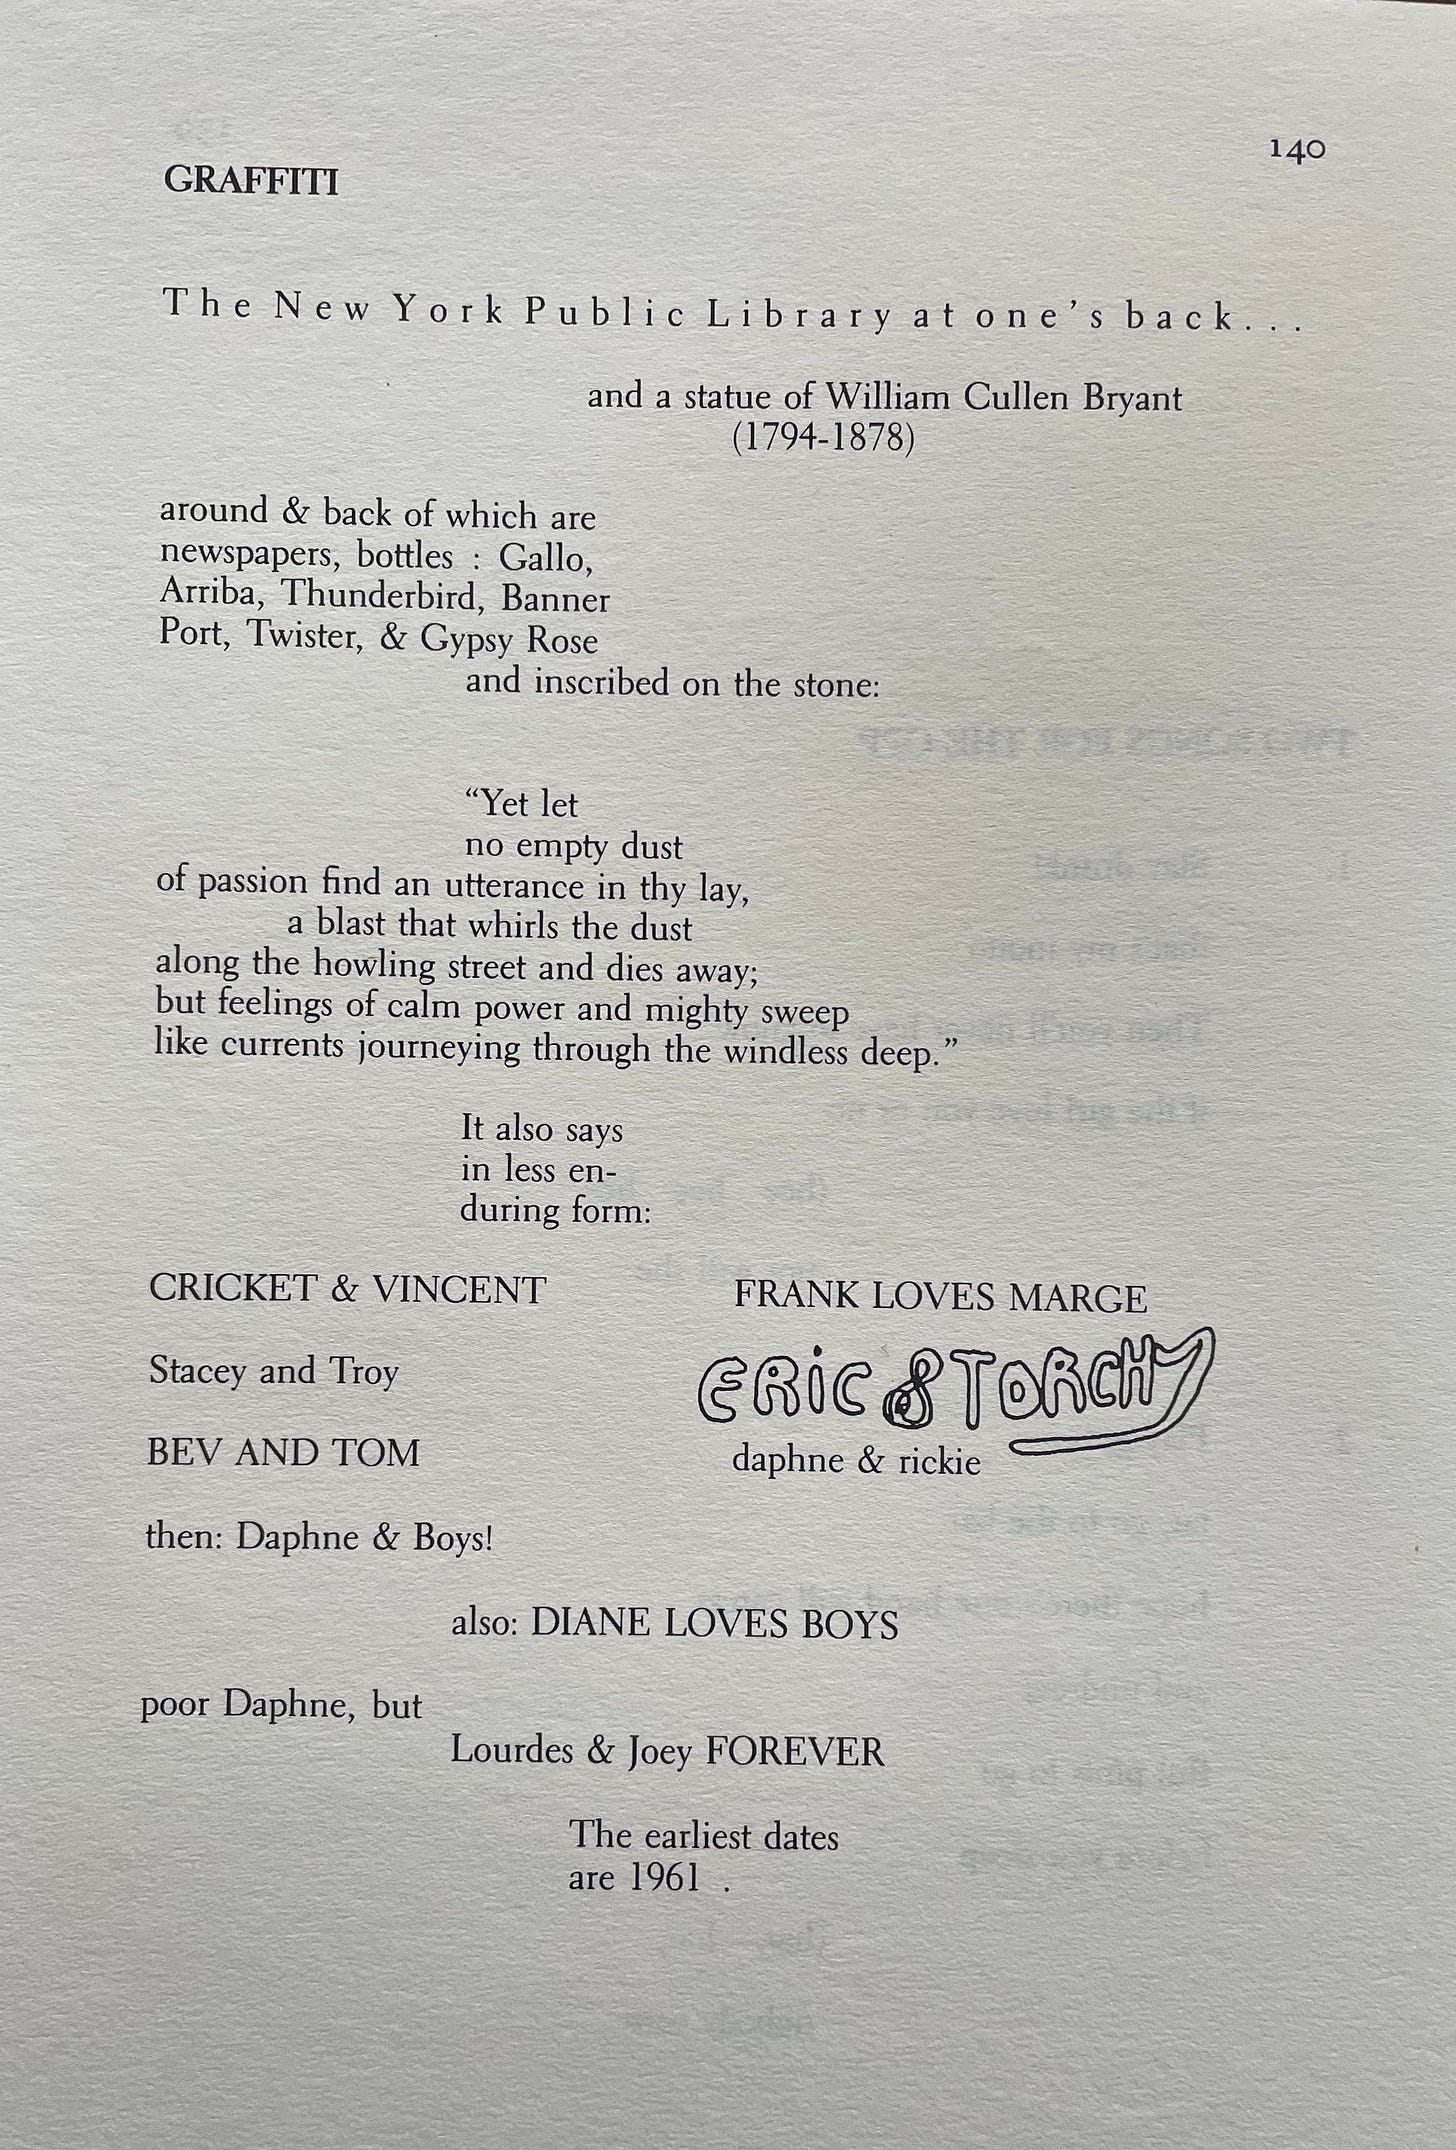 140
GRAFFITI
The New York Public Library at one's back...
and a statue of William Cullen Bryant
(1794-1878)
around & back of which are
newspapers, bottles : Gallo,
Arriba, Thunderbird, Banner
Port, Twister, & Gypsy Rose
and inscribed on the stone:
“Yet let
no empty dust
of passion find an utterance in thy lay,
a blast that whirls the dust
along the howling street and dies away;
but feelings of calm power and mighty sweep
like currents journeying through the windless deep.”
It also says
in less en-
during form:
CRICKET & VINCENT
FRANK LOVES MARGE
Stacey and Troy
ERIC & TORCHY
BEV AND TOM
daphne & rickie
then: Daphne & Boys!
also: DIANE LOVES BOYS
poor Daphne, but
Lourdes & Joey FOREVER
The earliest dates
are 1961 .